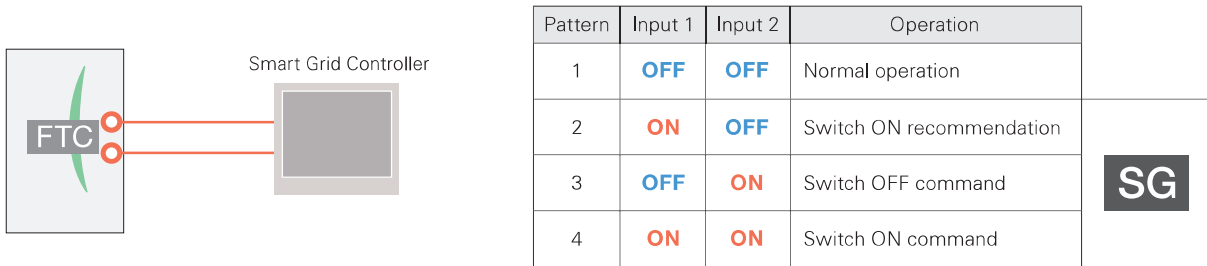 Smart Grid Controller
FTC
Pattern Input 1 Input 2 Operation
1 OFF OFF Normal operation
2 ON OFF Switch ON recommendation
3 OFF ON Switch OFF command
4 ON ON Switch ON command
SG